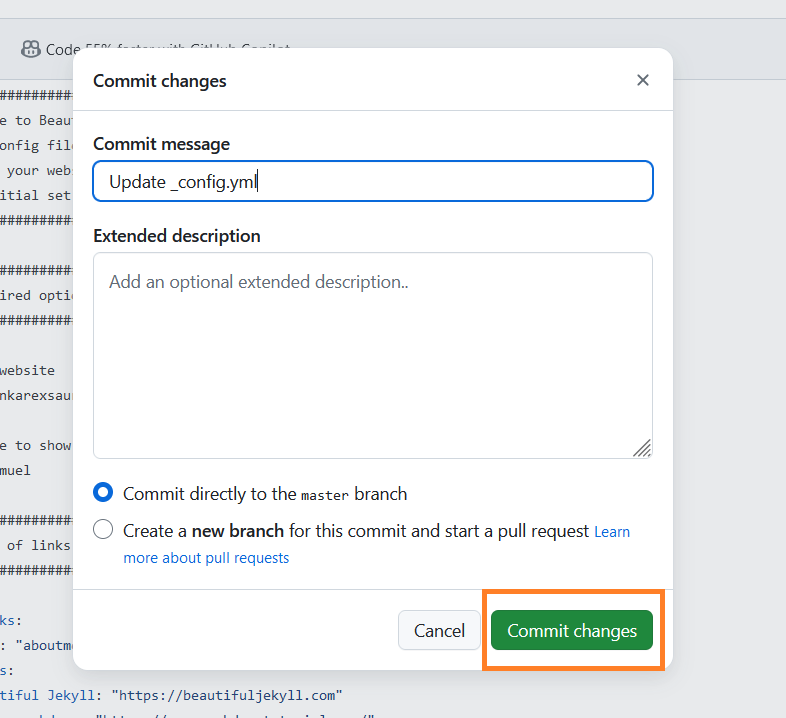 Code 55% faster with GitHub Copilot
Commit changes
Commit message
Update _config.yml
Extended description
Add an optional extended description..
Commit directly to the master branch
Create a new branch for this commit and start a pull request Learn
more about pull requests
Cancel
Commit changes
##########
e to Beau
onfig file
your webs
itial set
##########
##########
ired optio
##########
website
nkarexsau
e to show
muel
##########
of links
##########
ks:
: "aboutme
s:
tiful Jekyll: "https://beautifuljekyll.com"